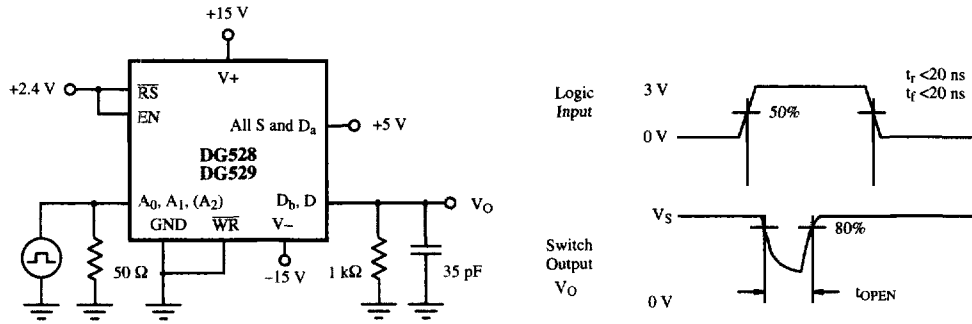 +15 V
V+
+2.4 V
RS
EN
All S and Da
+5 V
DG528
DG529
A0, A1, (A2)
Db, D
VO
GND
WR
V–
50 Ω
–15 V
1 kΩ
35 pF
Logic
Input
3 V
0 V
50%
tr <20 ns
tf <20 ns
Switch
Output
VO
VS
0 V
80%
tOPEN